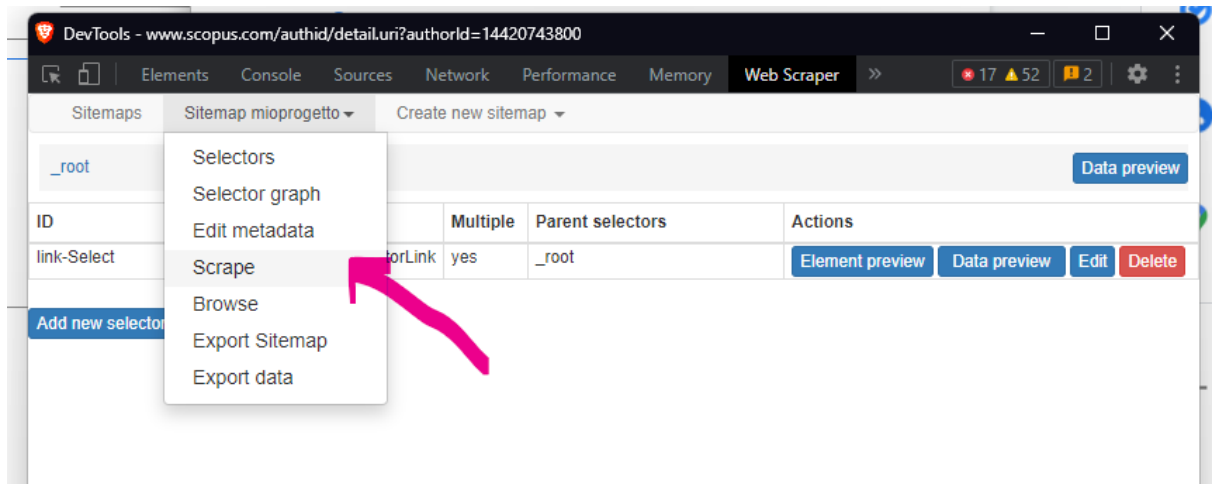 DevTools - www.scopus.com/authid/detail.uri?authorId=14420743800
Elements Console Sources Network Performance Memory Web Scraper » 17 52 2
Sitemaps Sitemap mioprogetto Create new sitemap
_root Data preview
Selectors
Selector graph
Edit metadata
Scrape
Browse
Export Sitemap
Export data
ID Multiple Parent selectors Actions
link-Select torLink yes _root Element preview Data preview Edit Delete
Add new selector